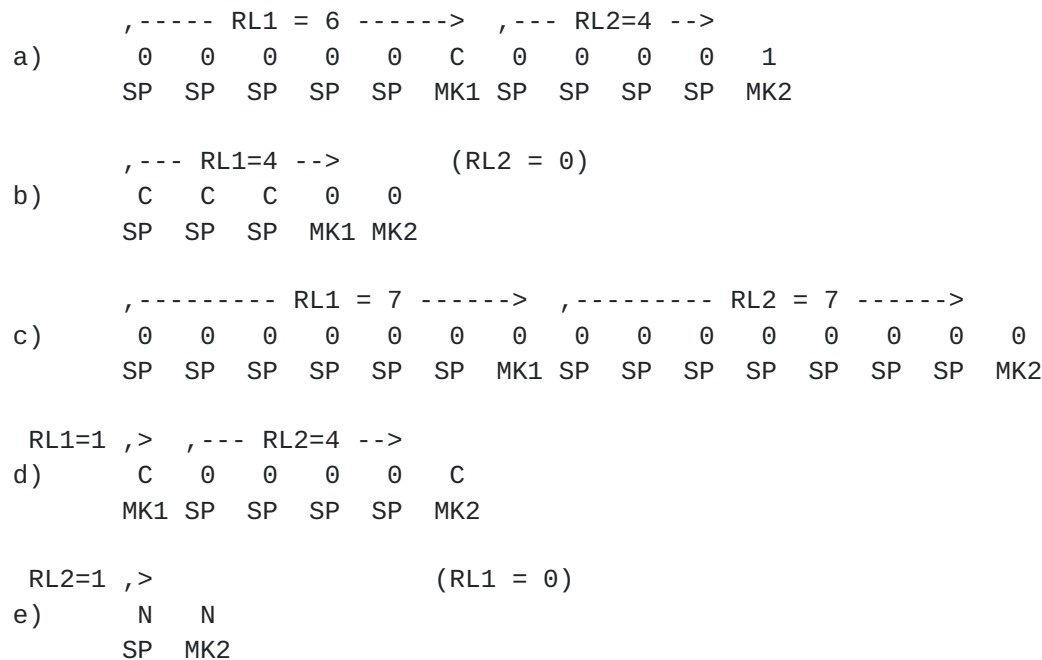 ,----- RL1 = 6 ------>  ,--- RL2=4 -->
a)      0   0   0   0   0   C   0   0   0   0   1
       SP  SP  SP  SP  SP  MK1 SP  SP  SP  SP  MK2
       ,--- RL1=4 -->       (RL2 = 0)
b)      C   C   C   0   0
       SP  SP  SP  MK1 MK2
       ,--------- RL1 = 7 ------>  ,--------- RL2 = 7 ------>
c)      0   0   0   0   0   0   0   0   0   0   0   0   0   0   0
       SP  SP  SP  SP  SP  SP  MK1 SP  SP  SP  SP  SP  SP  SP  MK2
 RL1=1 ,>  ,--- RL2=4 -->
d)      C   0   0   0   0   C
       MK1 SP  SP  SP  SP  MK2
 RL2=1 ,>                  (RL1 = 0)
e)      N   N
       SP  MK2